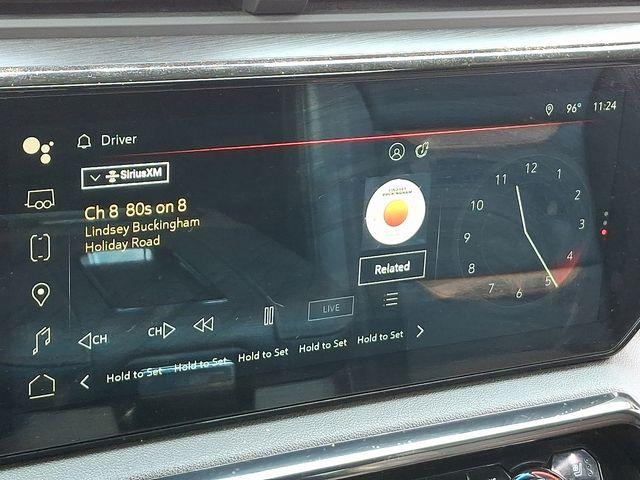 Driver
96° 11:24
SiriusXM
Ch 8 80s on 8
Lindsey Buckingham
Holiday Road
Related
12
1
2
3
4
5
6
7
8
9
10
11
LIVE
CH
CH
Hold to Set Hold to Set Hold to Set Hold to Set Hold to Set